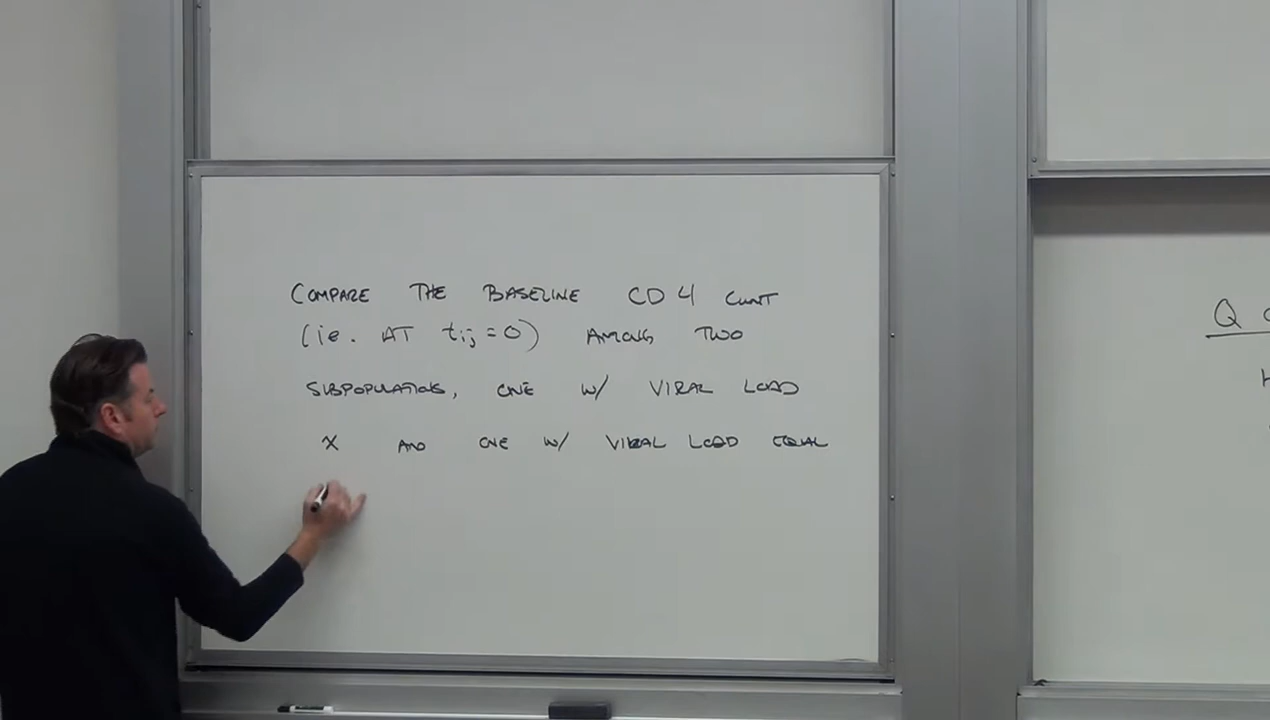 COMPARE THE BASELINE CD4 COUNT
(ie. AT tij = 0) AMONG TWO
SUBPOPULATIONS, ONE W/ VIRAL LOAD
X AND ONE W/ VIRAL LOAD EQUAL
Q